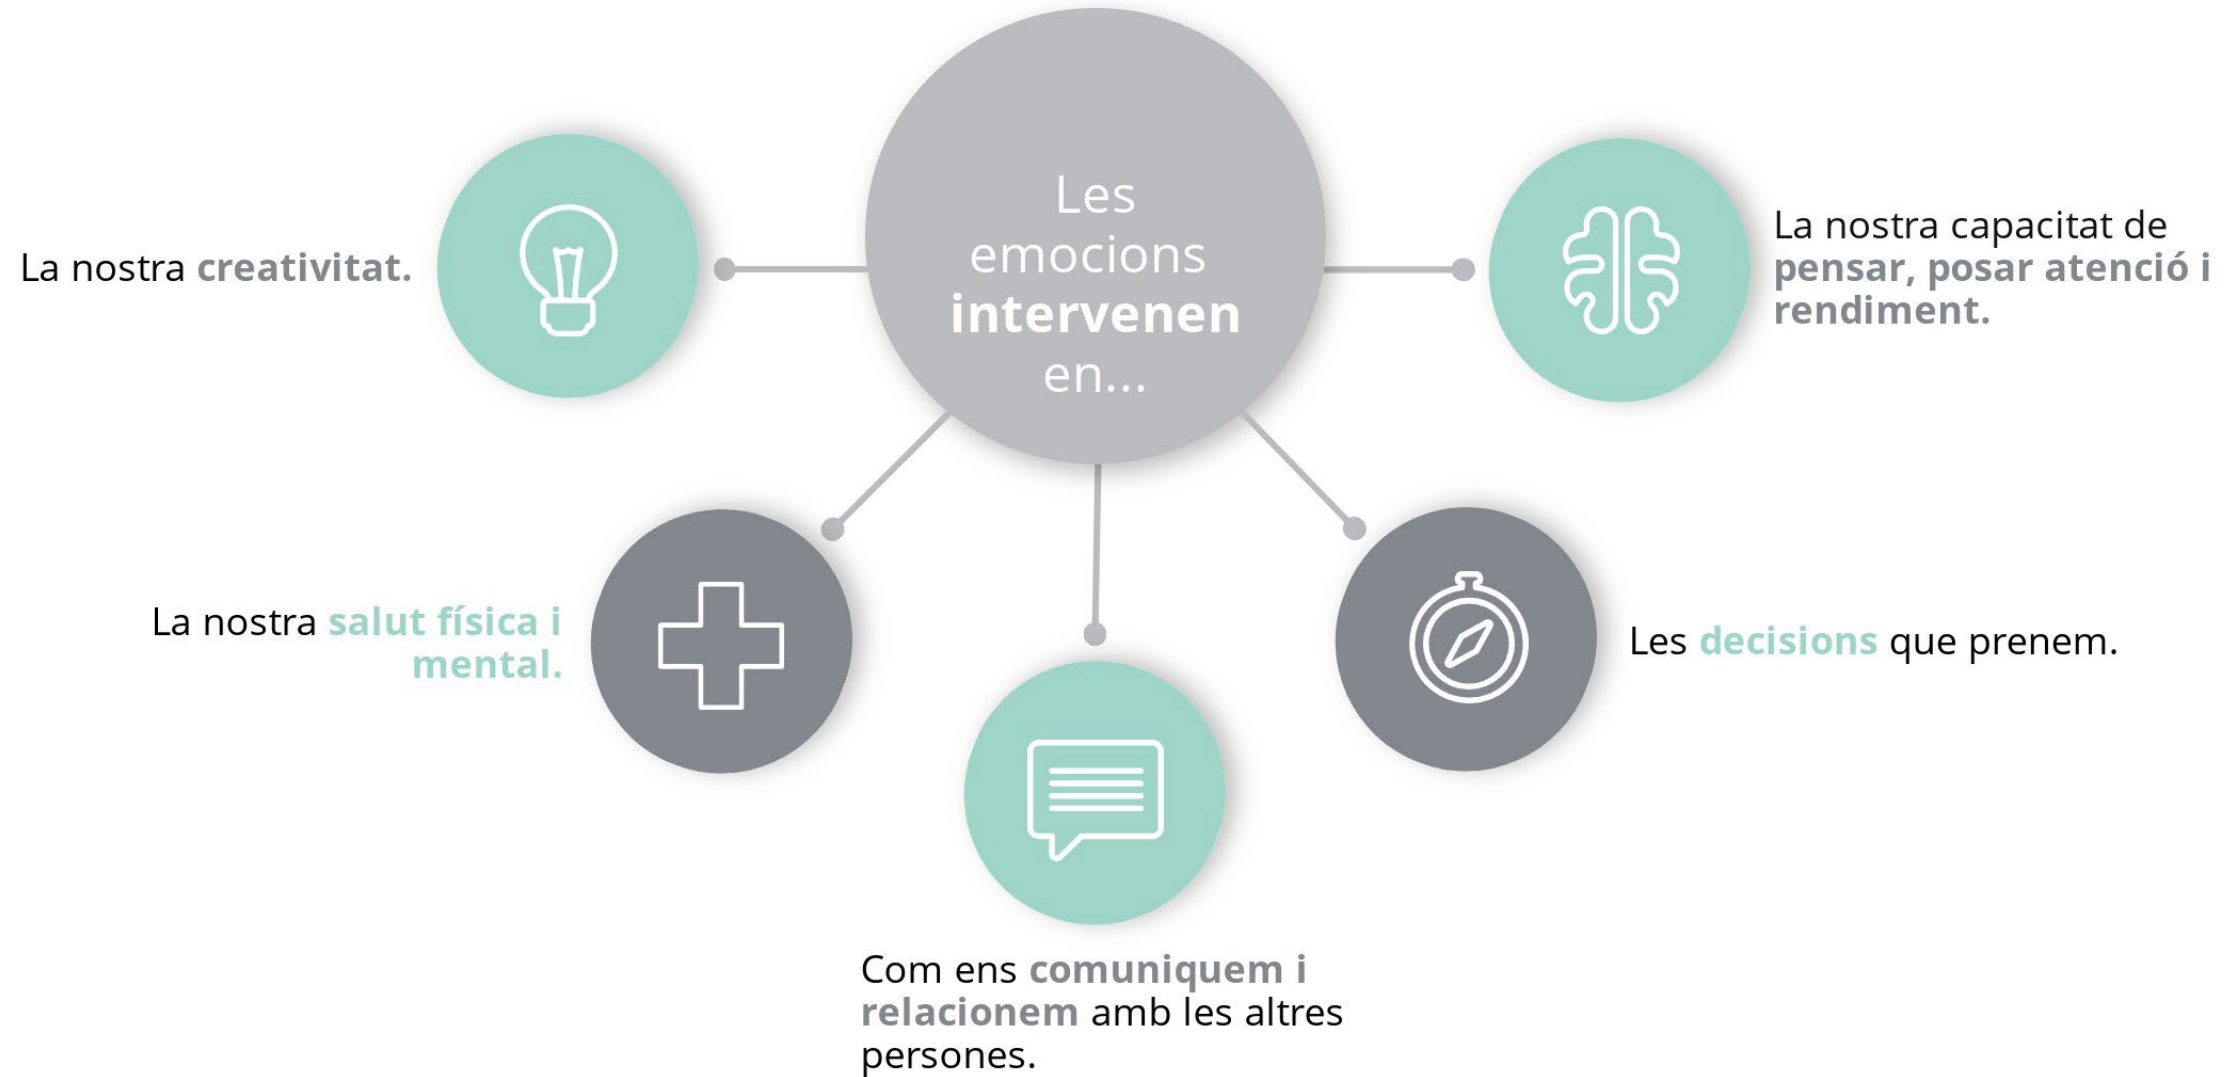 Les
emocions
intervenen
en...
La nostra creativitat.
La nostra capacitat de
pensar, posar atenció i
rendiment.
La nostra salut física i
mental.
Les decisions que prenem.
Com ens comuniquem i
relacionem amb les altres
persones.